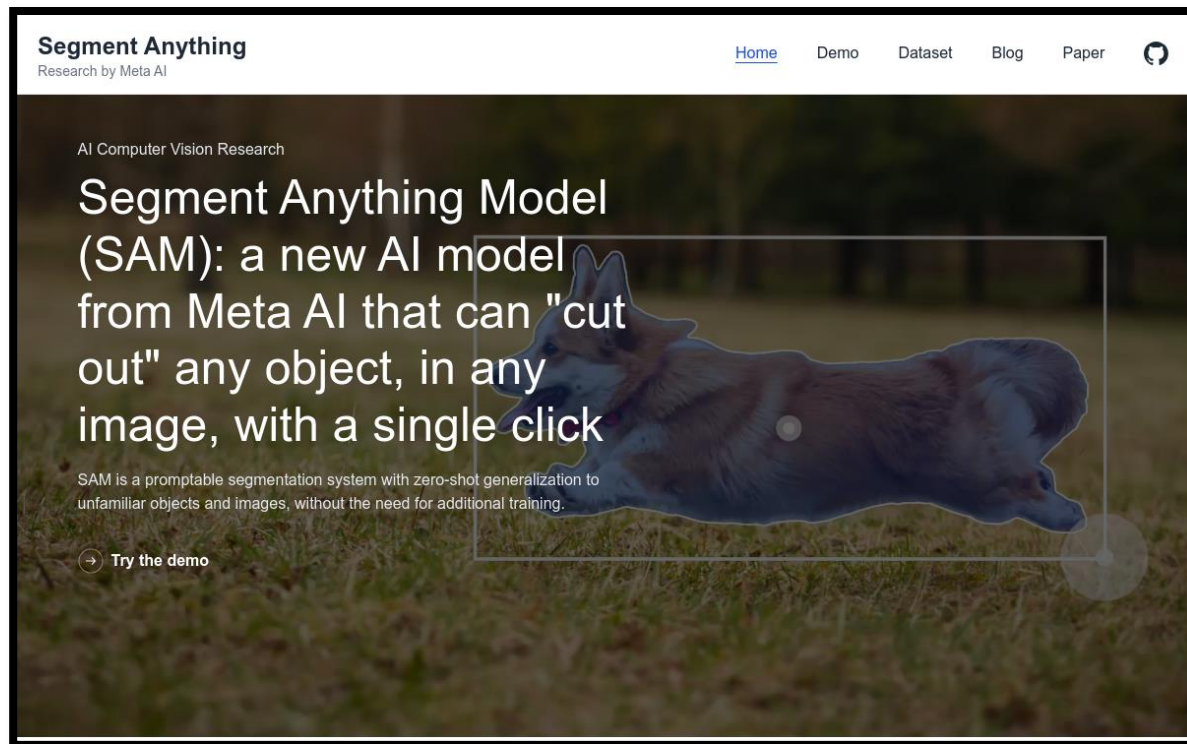 Segment Anything
Research by Meta AI
Home
Demo
Dataset
Blog
Paper
AI Computer Vision Research
Segment Anything Model
(SAM): a new AI model
from Meta AI that can "cut
out" any object, in any
image, with a single click
SAM is a promptable segmentation system with zero-shot generalization to
unfamiliar objects and images, without the need for additional training.
Try the demo